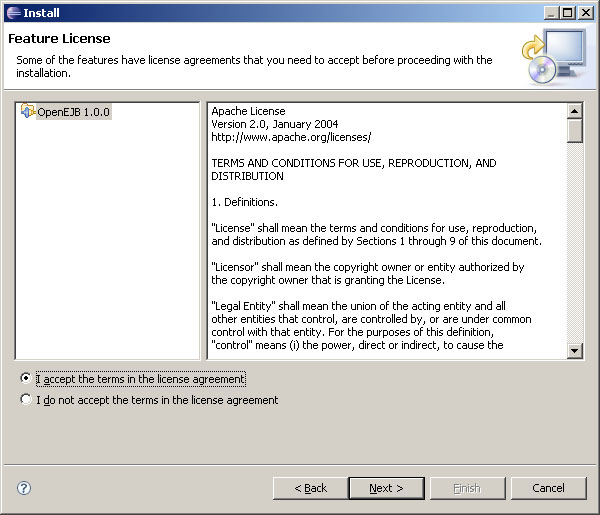 Install
Feature License
Some of the features have license agreements that you need to accept before proceeding with the
installation.
OpenEJB 1.0.0
Apache License
Version 2.0, January 2004
http://www.apache.org/licenses/
TERMS AND CONDITIONS FOR USE, REPRODUCTION, AND
DISTRIBUTION
1. Definitions.
"License" shall mean the terms and conditions for use, reproduction,
and distribution as defined by Sections 1 through 9 of this document.
"Licensor" shall mean the copyright owner or entity authorized by
the copyright owner that is granting the License.
"Legal Entity" shall mean the union of the acting entity and all
other entities that control, are controlled by, or are under common
control with that entity. For the purposes of this definition,
"control" means (i) the power, direct or indirect, to cause the
I accept the terms in the license agreement
I do not accept the terms in the license agreement
? < Back Next > Finish Cancel